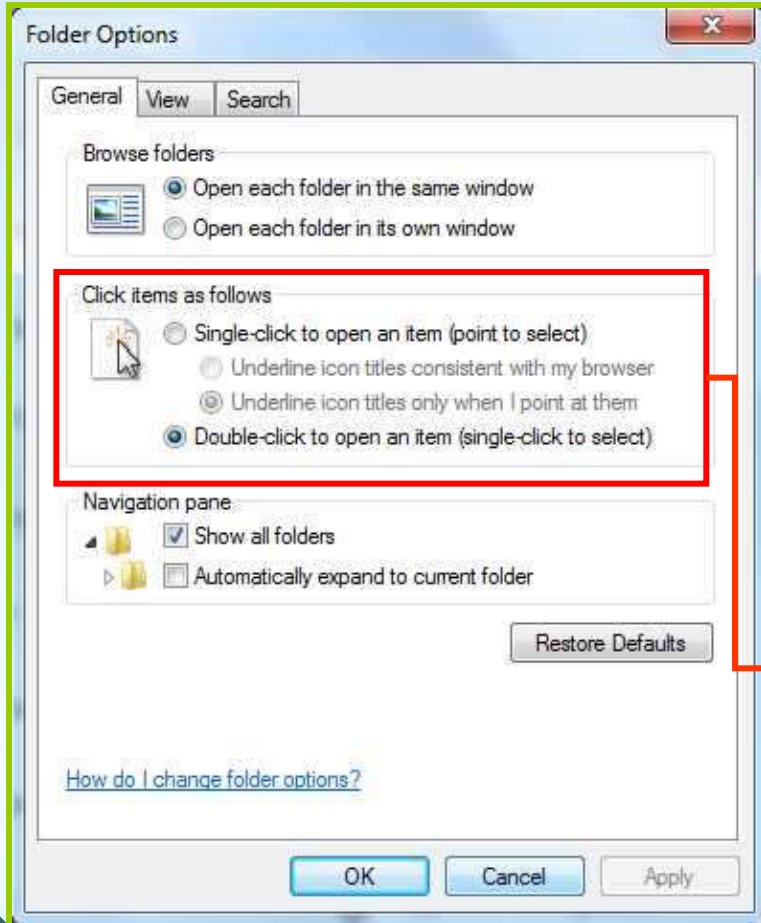 Folder Options
General
View
Search
Browse folders
Open each folder in the same window
Open each folder in its own window
Click items as follows
Single-click to open an item (point to select)
Underline icon titles consistent with my browser
Underline icon titles only when I point at them
Double-click to open an item (single-click to select)
Navigation pane
Show all folders
Automatically expand to current folder
Restore Defaults
How do I change folder options?
OK
Cancel
Apply